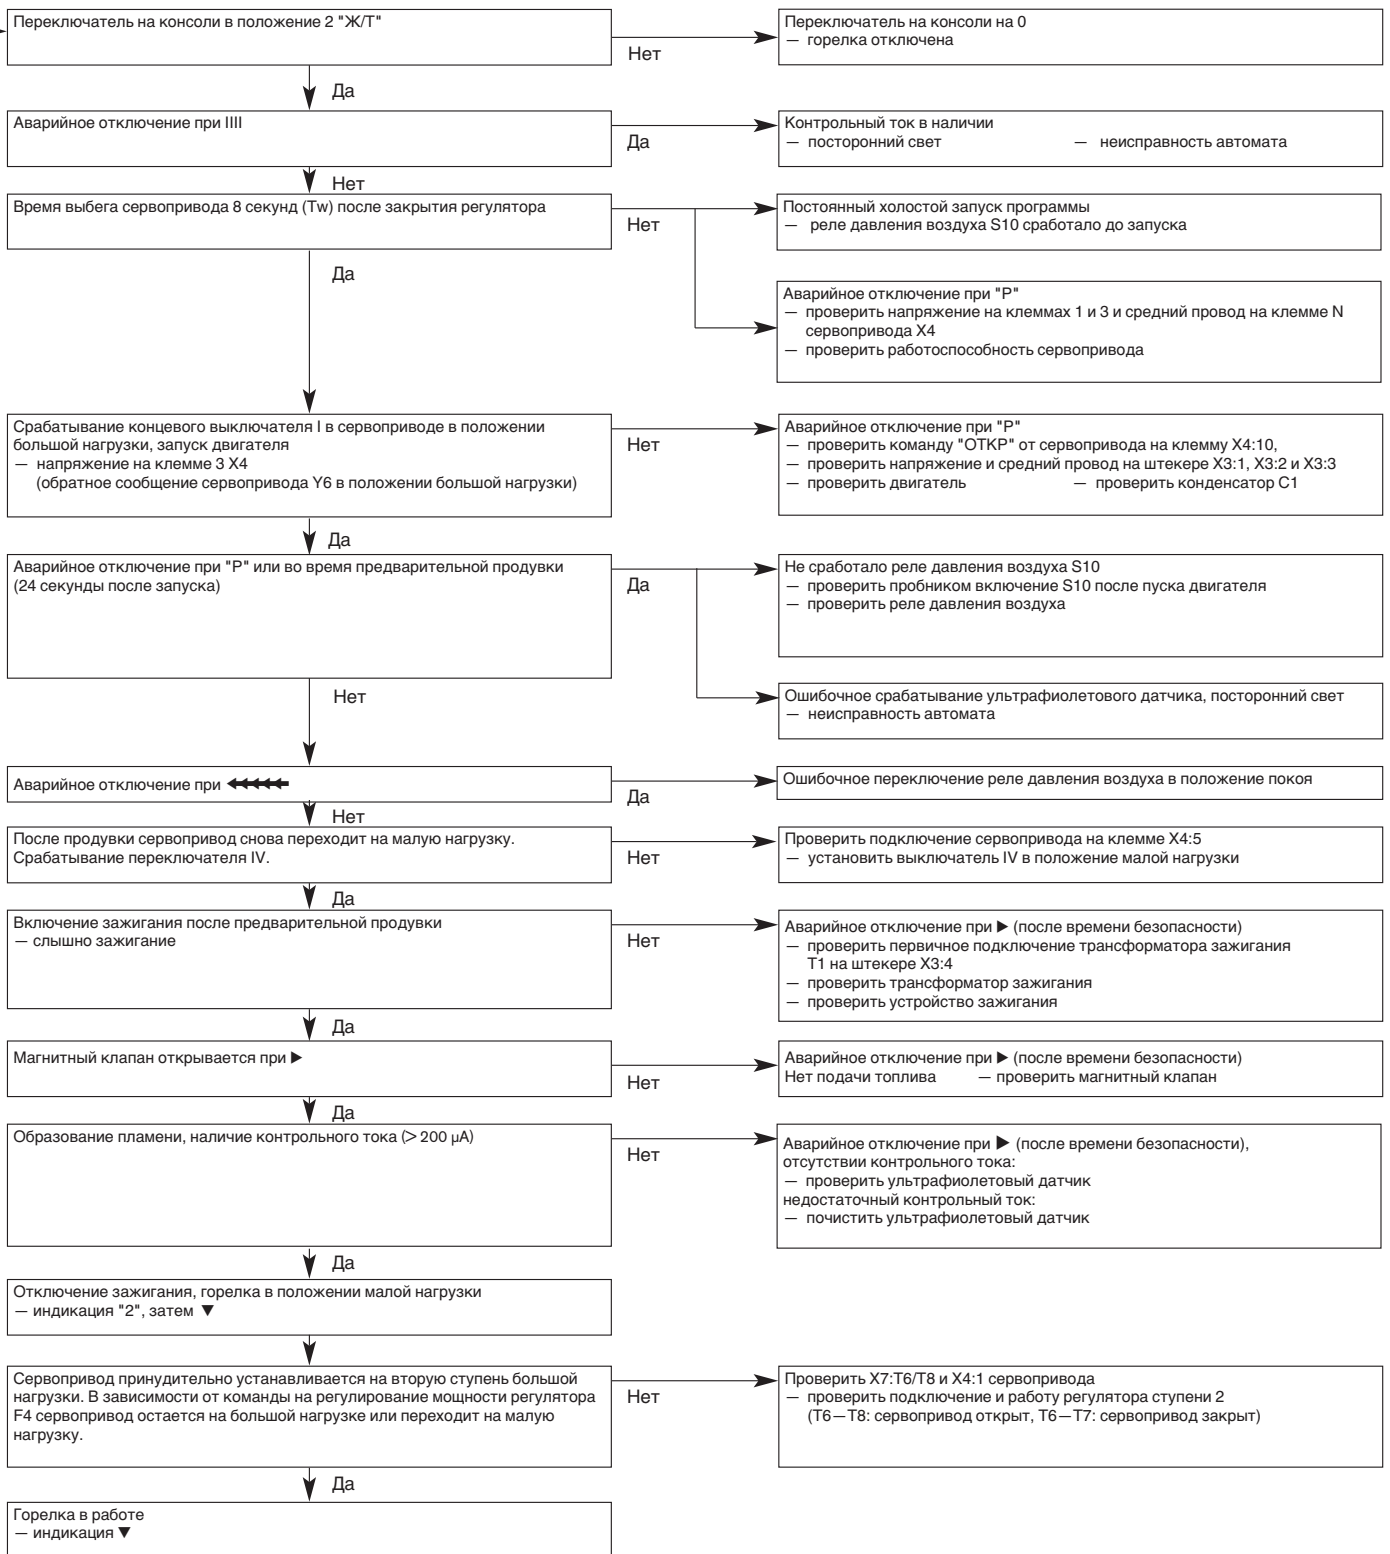 Переключатель на консоли в положение 2 "Ж/Т"
Нет
Переключатель на консоли на 0
— горелка отключена
Да
Аварийное отключение при IIII
Да
Контрольный ток в наличии
— посторонний свет — неисправность автомата
Нет
Время выбега сервопривода 8 секунд (Tw) после закрытия регулятора
Нет
Постоянный холостой запуск программы
— реле давления воздуха S10 сработало до запуска
Да
Аварийное отключение при "P"
— проверить напряжение на клеммах 1 и 3 и средний провод на клемме N
сервопривода X4
— проверить работоспособность сервопривода
Срабатывание концевого выключателя I в сервоприводе в положении
большой нагрузки, запуск двигателя
— напряжение на клемме 3 X4
(обратное сообщение сервопривода Y6 в положении большой нагрузки)
Нет
Аварийное отключение при "P"
— проверить команду "ОТКР" от сервопривода на клемму X4:10,
— проверить напряжение и средний провод на штекере X3:1, X3:2 и X3:3
— проверить двигатель — проверить конденсатор C1
Да
Аварийное отключение при "P" или во время предварительной продувки
(24 секунды после запуска)
Да
Не сработало реле давления воздуха S10
— проверить пробником включение S10 после пуска двигателя
— проверить реле давления воздуха
Нет
Ошибочное срабатывание ультрафиолетового датчика, посторонний свет
— неисправность автомата
Аварийное отключение при
Да
Ошибочное переключение реле давления воздуха в положение покоя
Нет
После продувки сервопривод снова переходит на малую нагрузку.
Срабатывание переключателя IV.
Нет
Проверить подключение сервопривода на клемме X4:5
— установить выключатель IV в положение малой нагрузки
Да
Включение зажигания после предварительной продувки
— слышно зажигание
Нет
Аварийное отключение при ▶ (после времени безопасности)
— проверить первичное подключение трансформатора зажигания
T1 на штекере X3:4
— проверить трансформатор зажигания
— проверить устройство зажигания
Да
Магнитный клапан открывается при ▶
Нет
Аварийное отключение при ▶ (после времени безопасности)
Нет подачи топлива — проверить магнитный клапан
Да
Образование пламени, наличие контрольного тока (> 200 µA)
Нет
Аварийное отключение при ▶ (после времени безопасности),
отсутствии контрольного тока:
— проверить ультрафиолетовый датчик
недостаточный контрольный ток:
— почистить ультрафиолетовый датчик
Да
Отключение зажигания, горелка в положении малой нагрузки
— индикация "2", затем ▼
Сервопривод принудительно устанавливается на вторую ступень большой
нагрузки. В зависимости от команды на регулирование мощности регулятора
F4 сервопривод остается на большой нагрузке или переходит на малую
нагрузку.
Нет
Проверить X7:T6/T8 и X4:1 сервопривода
— проверить подключение и работу регулятора ступени 2
(T6—T8: сервопривод открыт, T6—T7: сервопривод закрыт)
Да
Горелка в работе
— индикация ▼